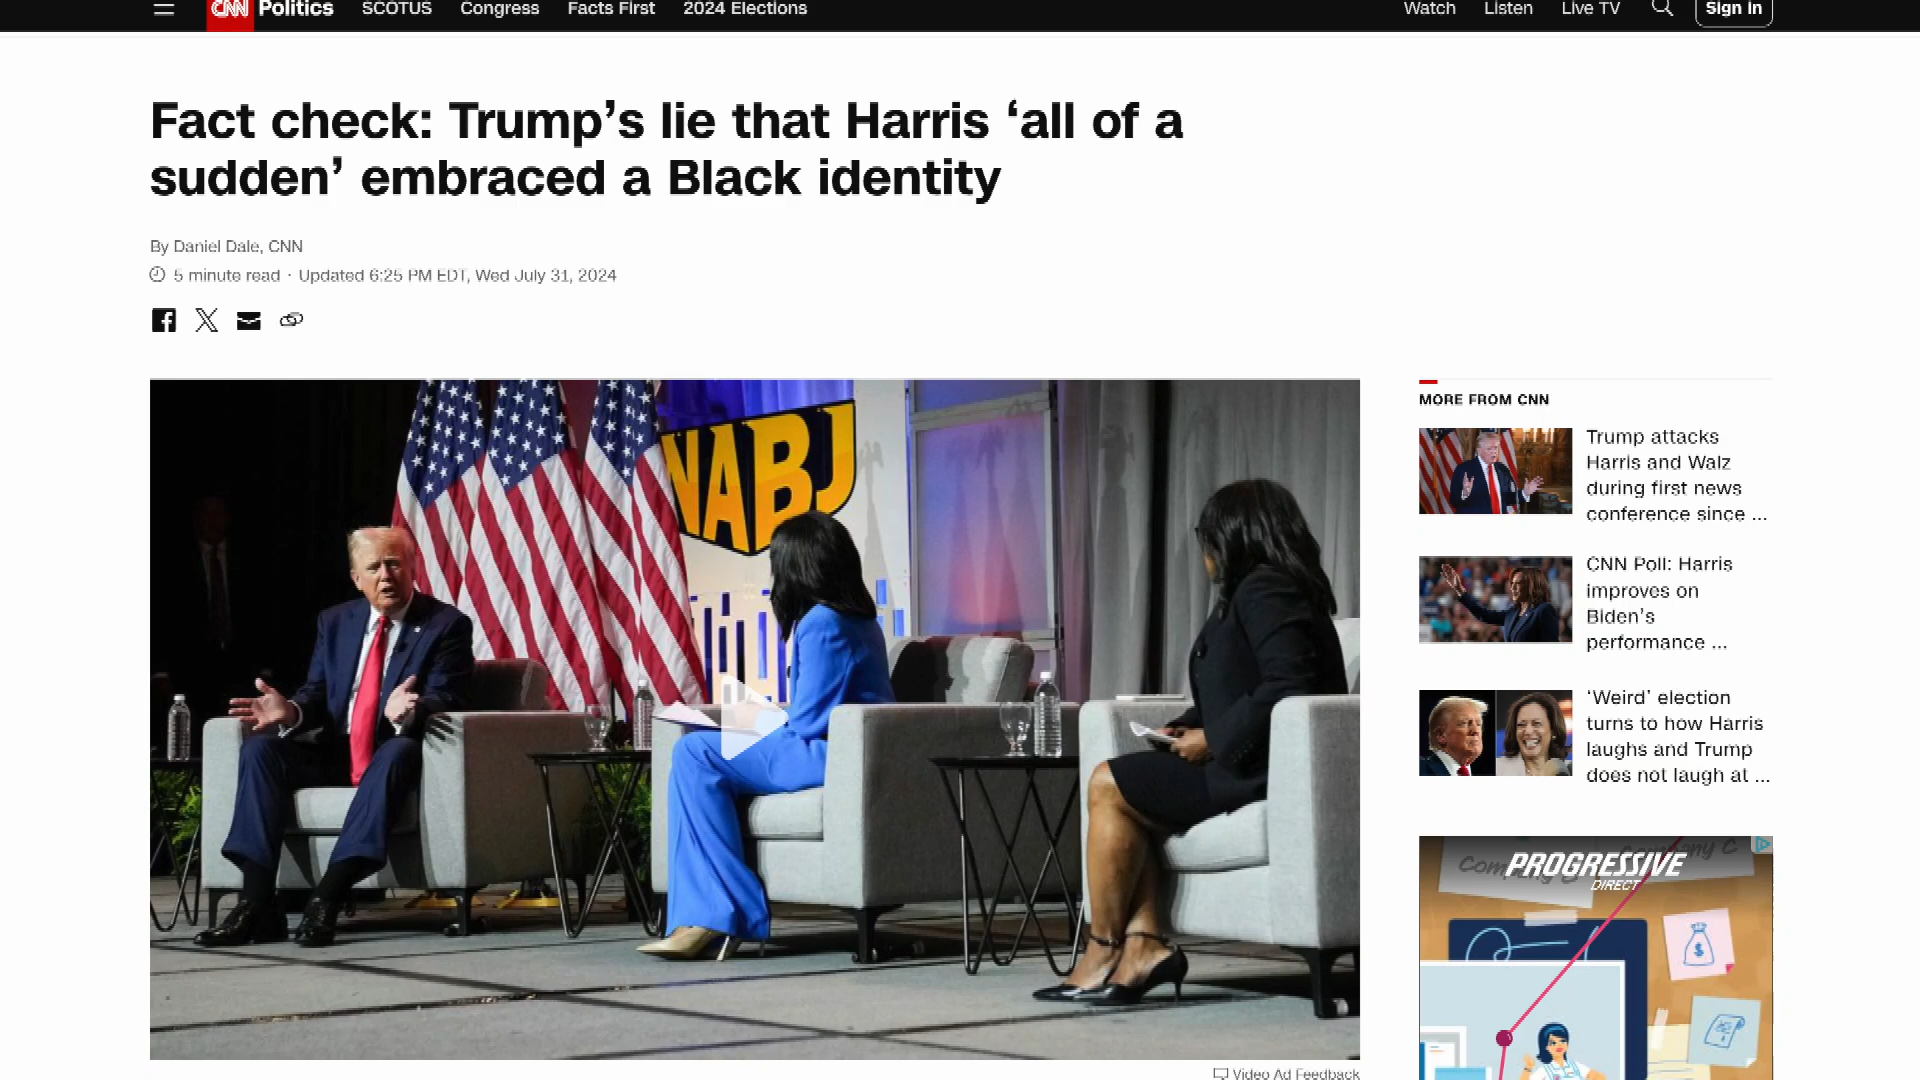 CNN Politics SCOTUS Congress Facts First 2024 Elections Watch Listen Live TV Sign in
Fact check: Trump’s lie that Harris ‘all of a
sudden’ embraced a Black identity
By Daniel Dale, CNN
5 minute read · Updated 6:25 PM EDT, Wed July 31, 2024
NABJ
MORE FROM CNN
Trump attacks
Harris and Walz
during first news
conference since ...
CNN Poll: Harris
improves on
Biden’s
performance ...
‘Weird’ election
turns to how Harris
laughs and Trump
does not laugh at ...
Company C
PROGRESSIVE
DIRECT
$
Video Ad Feedback